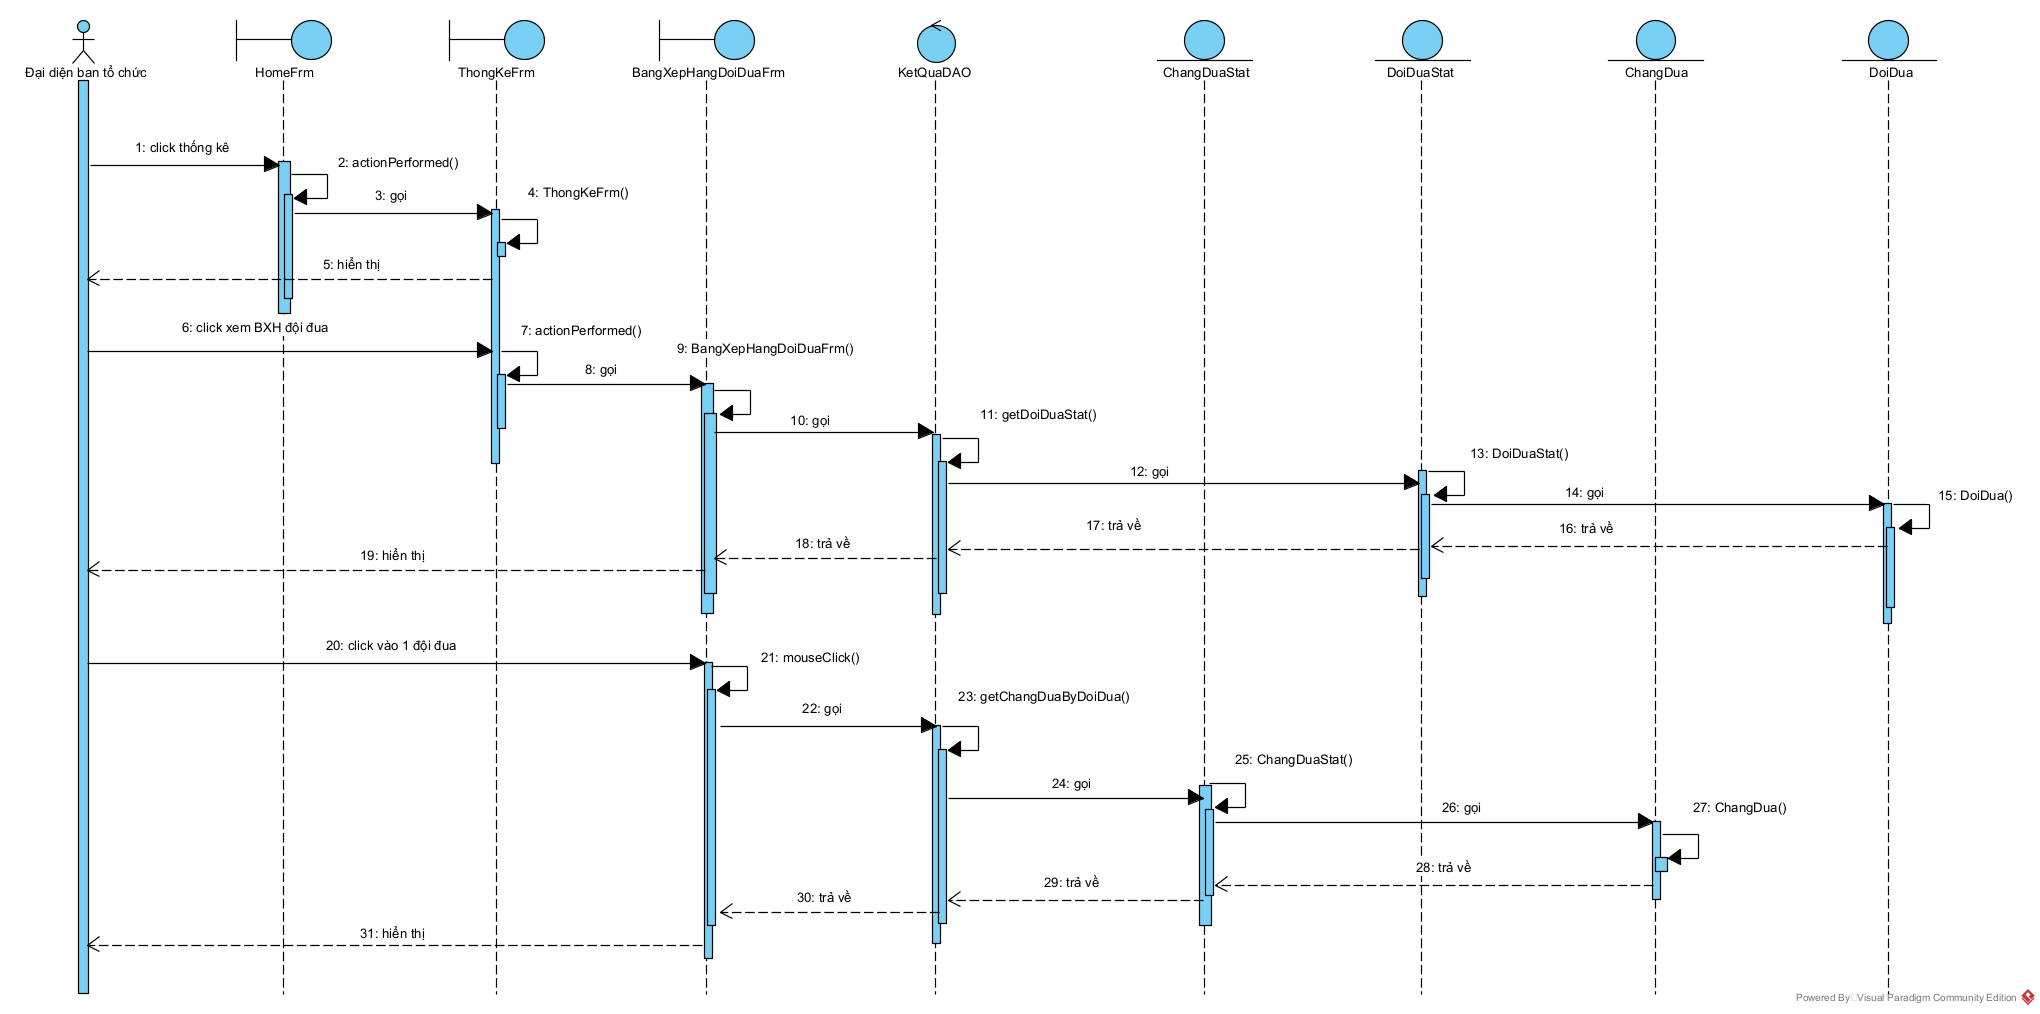 Đại diện ban tổ chức
HomeFrm
ThongKeFrm
BangXepHangDoiDuaFrm
KetQuaDAO
ChangDuaStat
DoiDuaStat
ChangDua
DoiDua
1: click thống kê
2: actionPerformed()
3: gọi
4: ThongKeFrm()
5: hiển thị
6: click xem BXH đội đua
7: actionPerformed()
8: gọi
9: BangXepHangDoiDuaFrm()
10: gọi
11: getDoiDuaStat()
12: gọi
13: DoiDuaStat()
14: gọi
15: DoiDua()
16: trả về
17: trả về
18: trả về
19: hiển thị
20: click vào 1 đội đua
21: mouseClick()
22: gọi
23: getChangDuaByDoiDua()
24: gọi
25: ChangDuaStat()
26: gọi
27: ChangDua()
28: trả về
29: trả về
30: trả về
31: hiển thị
Powered By Visual Paradigm Community Edition